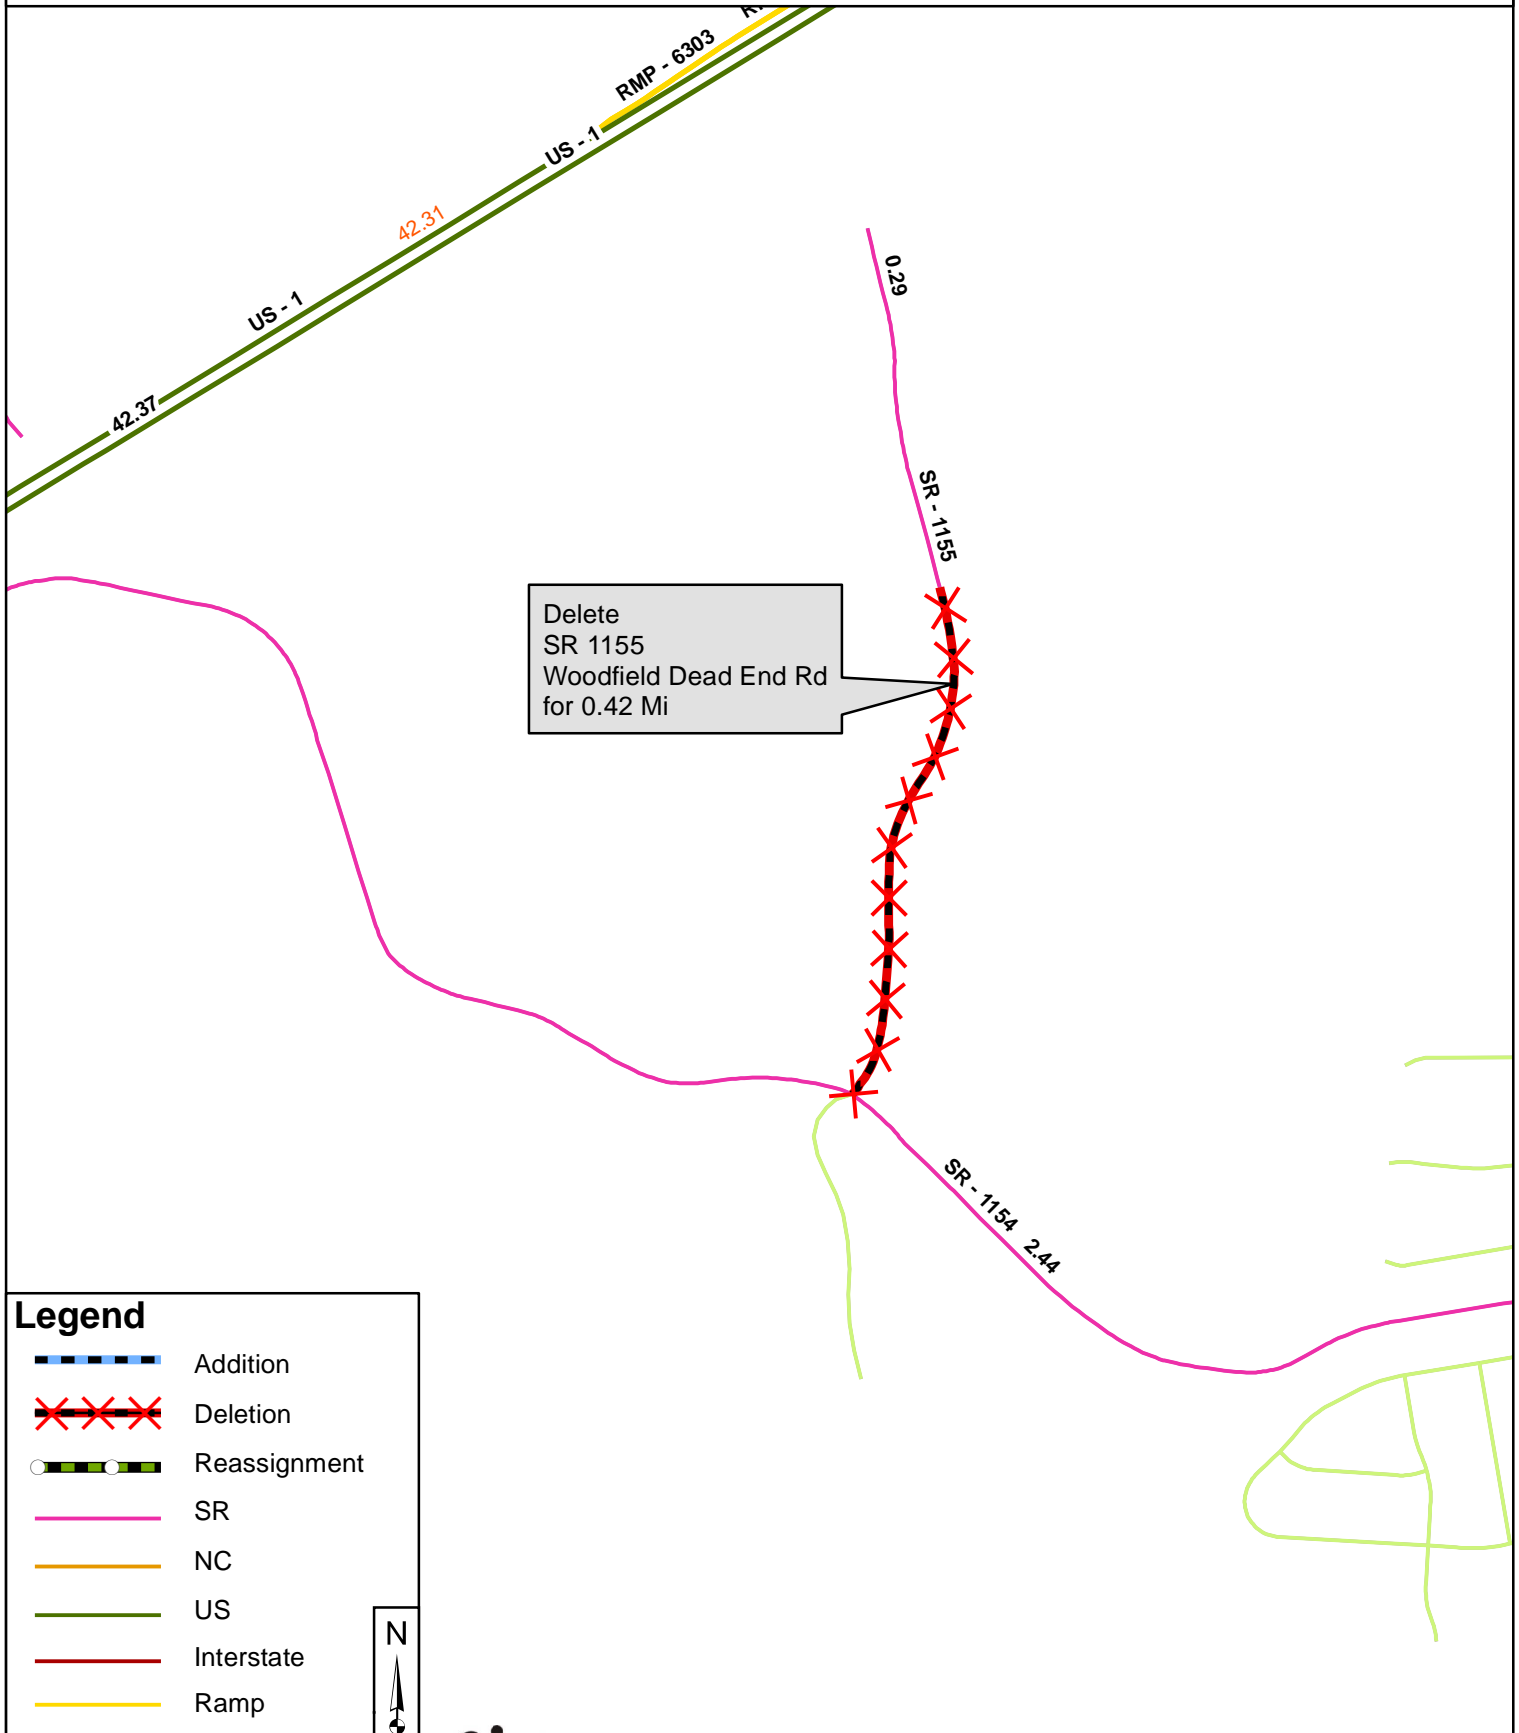 RMP - 6303
US - 1
42.31
US - 1
42.37
0.29
SR - 1155
Delete
SR 1155
Woodfield Dead End Rd
for 0.42 Mi
SR - 1154 2.44
Legend
Addition
Deletion
Reassignment
SR
NC
US
Interstate
Ramp
N